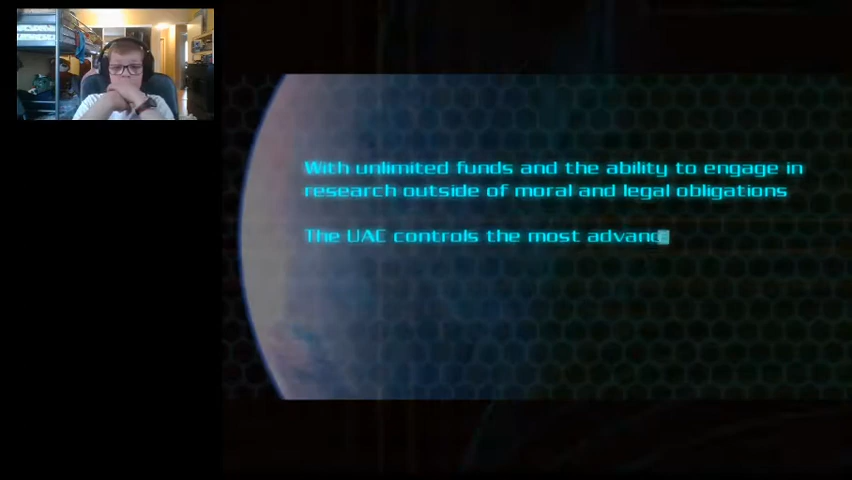 With unlimited funds and the ability to engage in
research outside of moral and legal obligations
The UAC controls the most advanc